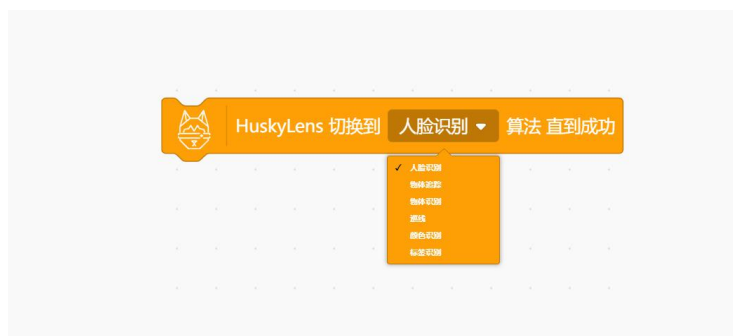 HuskyLens 切换到 人脸识别 算法 直到成功
人脸识别
物体追踪
物体识别
巡线
颜色识别
标签识别